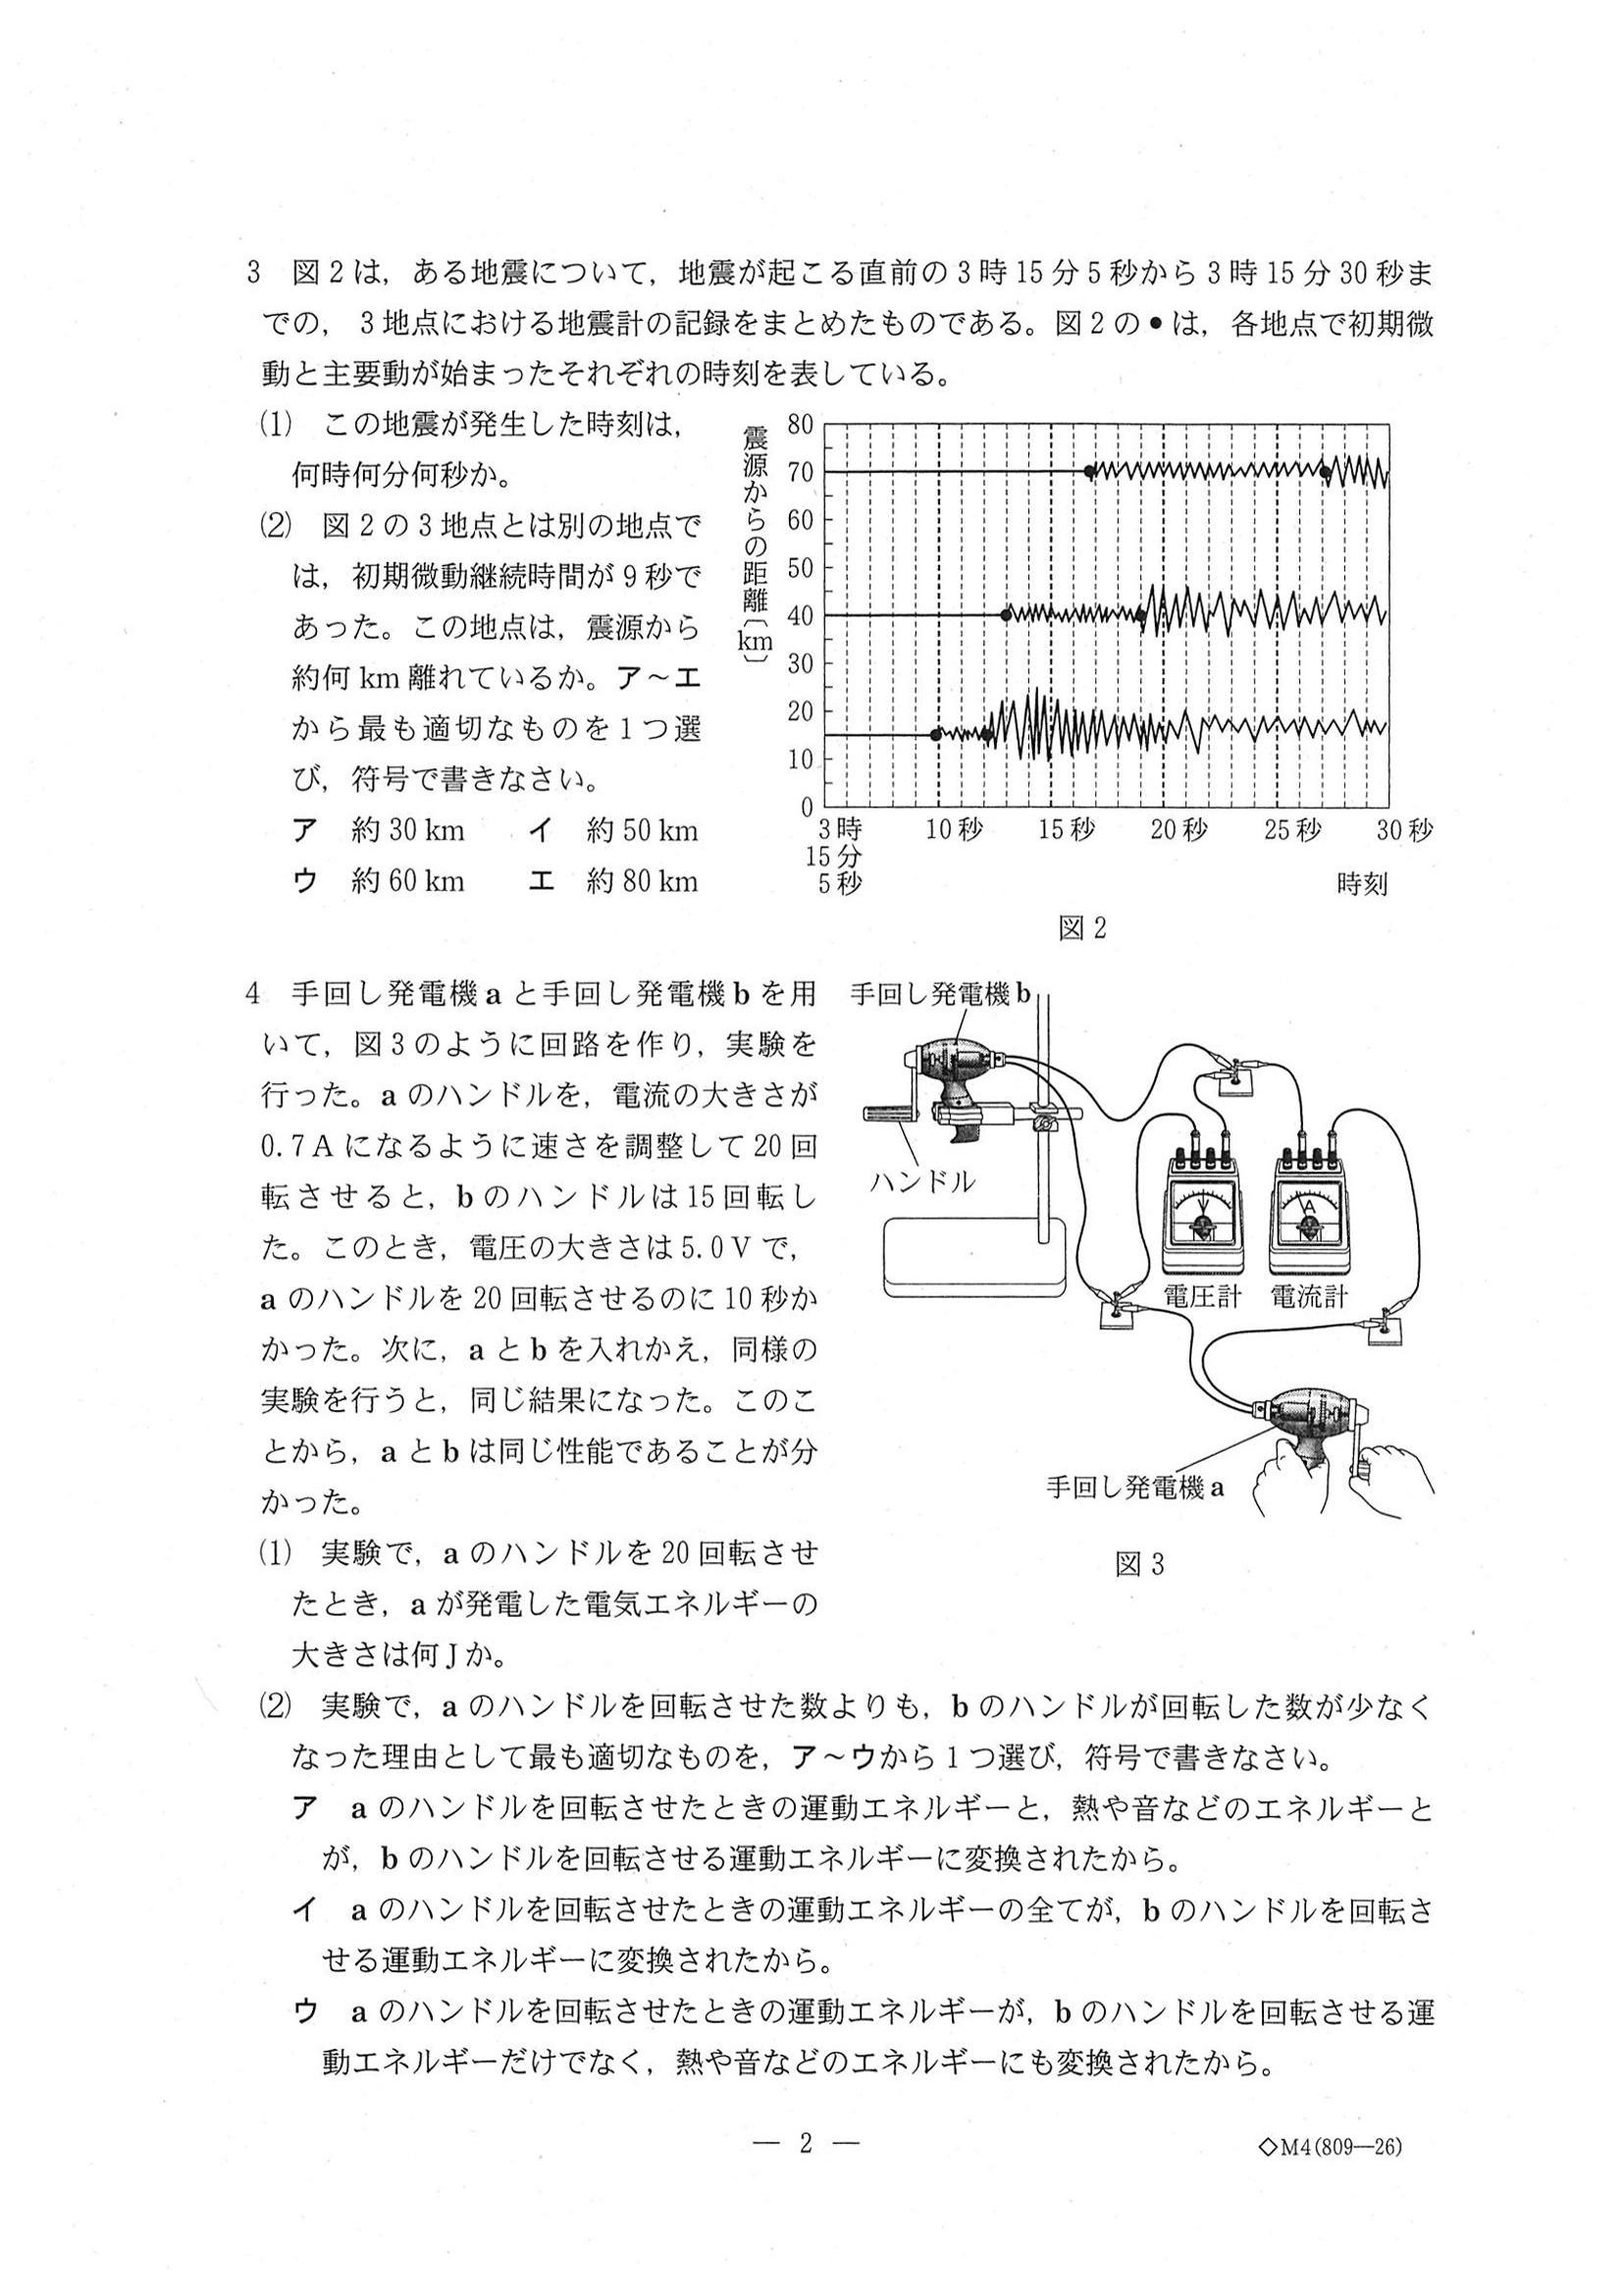 3　図2は，ある地震について，地震が起こる直前の3時15分5秒から3時15分30秒ま
での，3地点における地震計の記録をまとめたものである。図2の●は，各地点で初期微
動と主要動が始まったそれぞれの時刻を表している。
⑴　この地震が発生した時刻は，
何時何分何秒か。
⑵　図2の3地点とは別の地点で
は，初期微動継続時間が9秒で
あった。この地点は，震源から
約何km離れているか。ア～エ
から最も適切なものを1つ選
び，符号で書きなさい。
ア　約30 km　　イ　約50 km
ウ　約60 km　　エ　約80 km
震源からの距離〔km〕
80
70
60
50
40
30
20
10
0
3時　10秒　15秒　20秒　25秒　30秒
15分
5秒　時刻
図2
4　手回し発電機aと手回し発電機bを用
いて，図3のように回路を作り，実験を
行った。aのハンドルを，電流の大きさが
0.7Aになるように速さを調整して20回
転させると，bのハンドルは15回転し
た。このとき，電圧の大きさは5.0Vで，
aのハンドルを20回転させるのに10秒か
かった。次に，aとbを入れかえ，同様の
実験を行うと，同じ結果になった。このこ
とから，aとbは同じ性能であることが分
かった。
手回し発電機b
ハンドル
V
A
電圧計　電流計
手回し発電機a
図3
⑴　実験で，aのハンドルを20回転させ
たとき，aが発電した電気エネルギーの
大きさは何Jか。
⑵　実験で，aのハンドルを回転させた数よりも，bのハンドルが回転した数が少なく
なった理由として最も適切なものを，ア～ウから1つ選び，符号で書きなさい。
ア　aのハンドルを回転させたときの運動エネルギーと，熱や音などのエネルギーと
が，bのハンドルを回転させる運動エネルギーに変換されたから。
イ　aのハンドルを回転させたときの運動エネルギーの全てが，bのハンドルを回転さ
せる運動エネルギーに変換されたから。
ウ　aのハンドルを回転させたときの運動エネルギーが，bのハンドルを回転させる運
動エネルギーだけでなく，熱や音などのエネルギーにも変換されたから。
― 2 ―
◇M4(809―26)